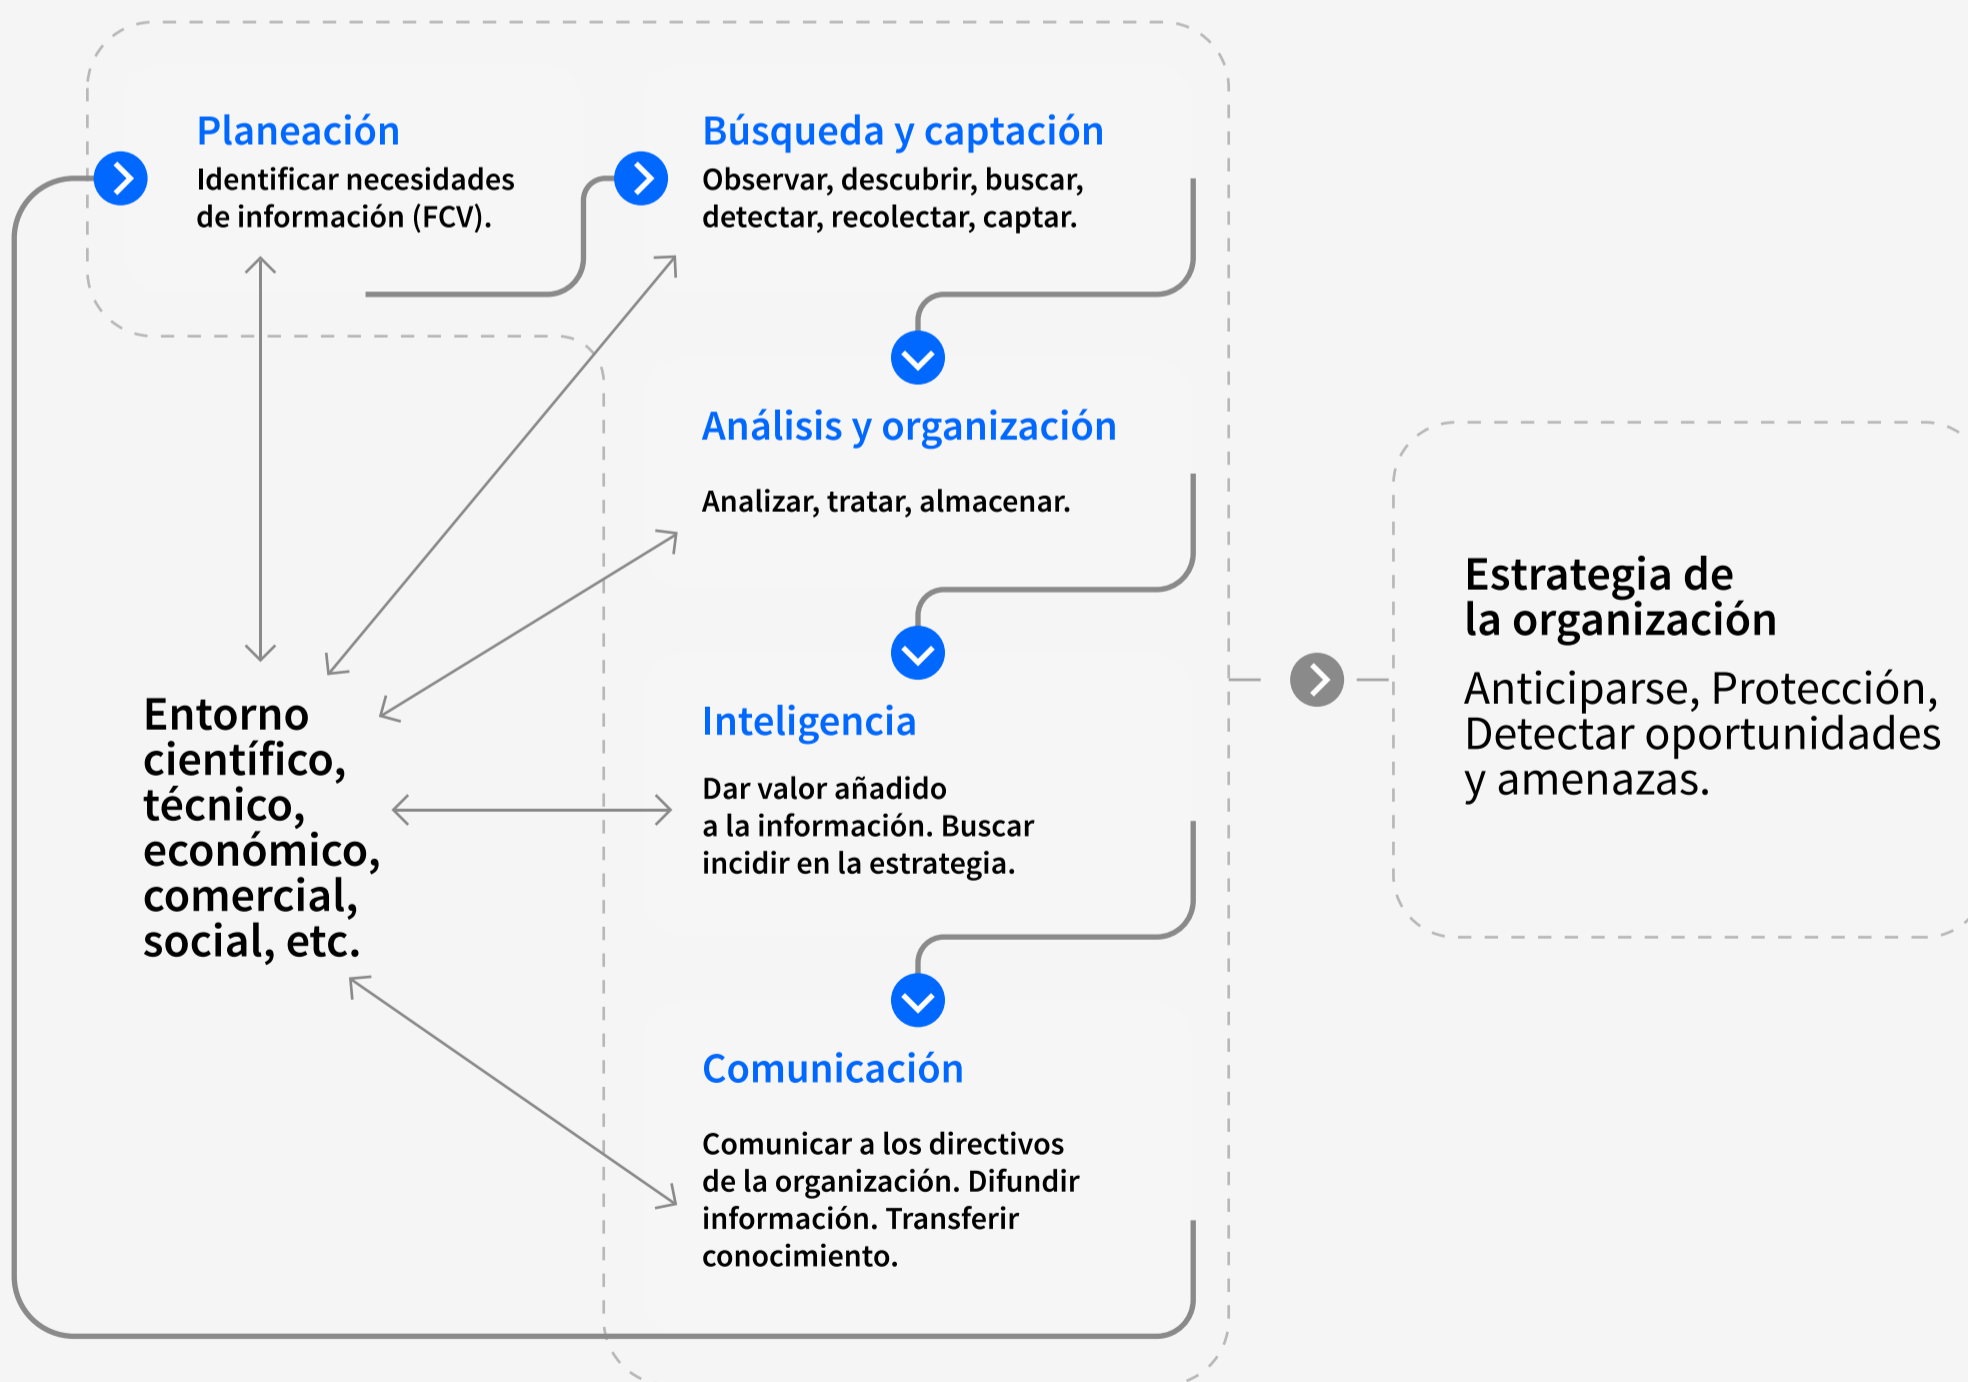 Planeación
Identificar necesidades
de información (FCV).
Búsqueda y captación
Observar, descubrir, buscar,
detectar, recolectar, captar.
Análisis y organización
Analizar, tratar, almacenar.
Inteligencia
Dar valor añadido
a la información. Buscar
incidir en la estrategia.
Comunicación
Comunicar a los directivos
de la organización. Difundir
información. Transferir
conocimiento.
Entorno
científico,
técnico,
económico,
comercial,
social, etc.
Estrategia de
la organización
Anticiparse, Protección,
Detectar oportunidades
y amenazas.